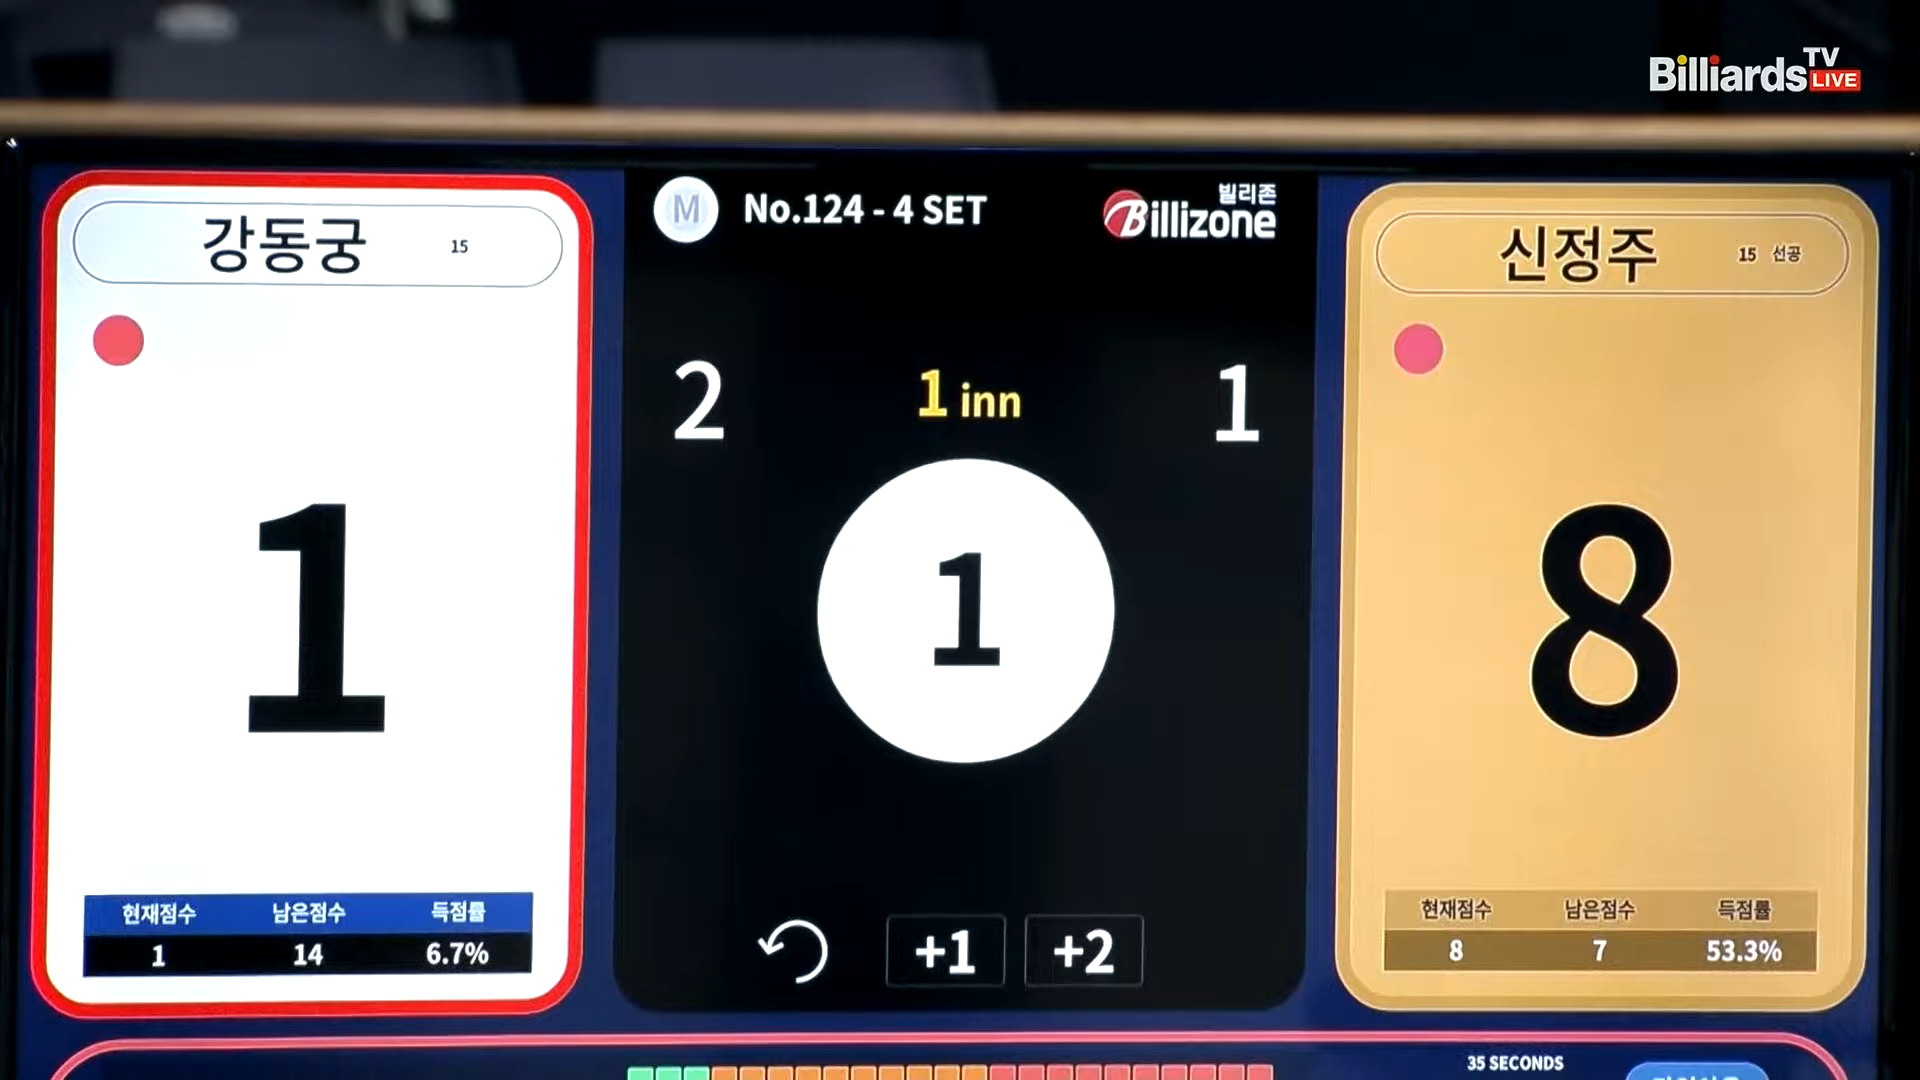 Billiards TV LIVE
강동궁 15
1
현재점수 남은점수 득점률
1 14 6.7%
M No.124 - 4 SET
빌리존
Billizone
2 1 inn 1
1
+1 +2
신정주 15 선공
8
현재점수 남은점수 득점률
8 7 53.3%
35 SECONDS